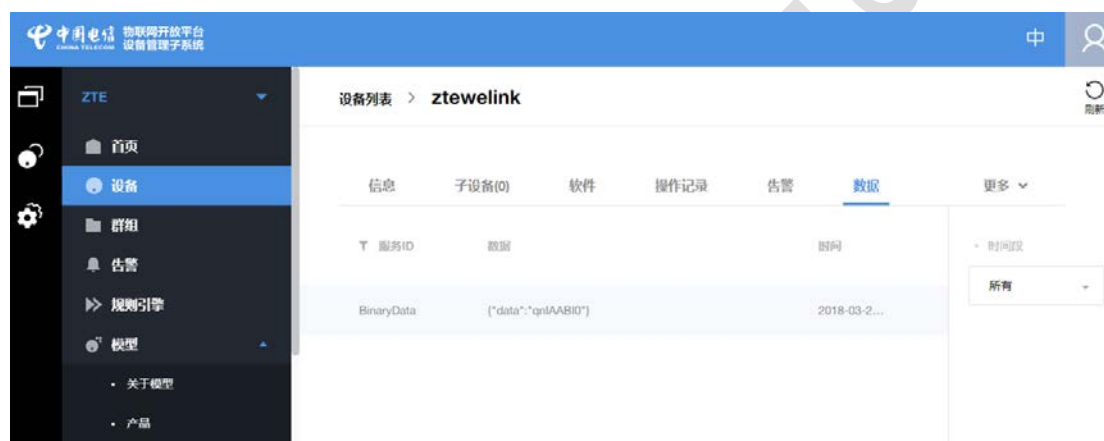 中国电信 物联网开放平台
CHINA TELECOM 设备管理子系统
中
ZTE
首页
设备
群组
告警
规则引擎
模型
· 关于模型
· 产品
设备列表 > ztewelink
刷新
信息 子设备(0) 软件 操作记录 告警 数据 更多
服务ID 数据 时间
BinaryData {"data":"qnIAABI0"} 2018-03-2...
时间段
所有